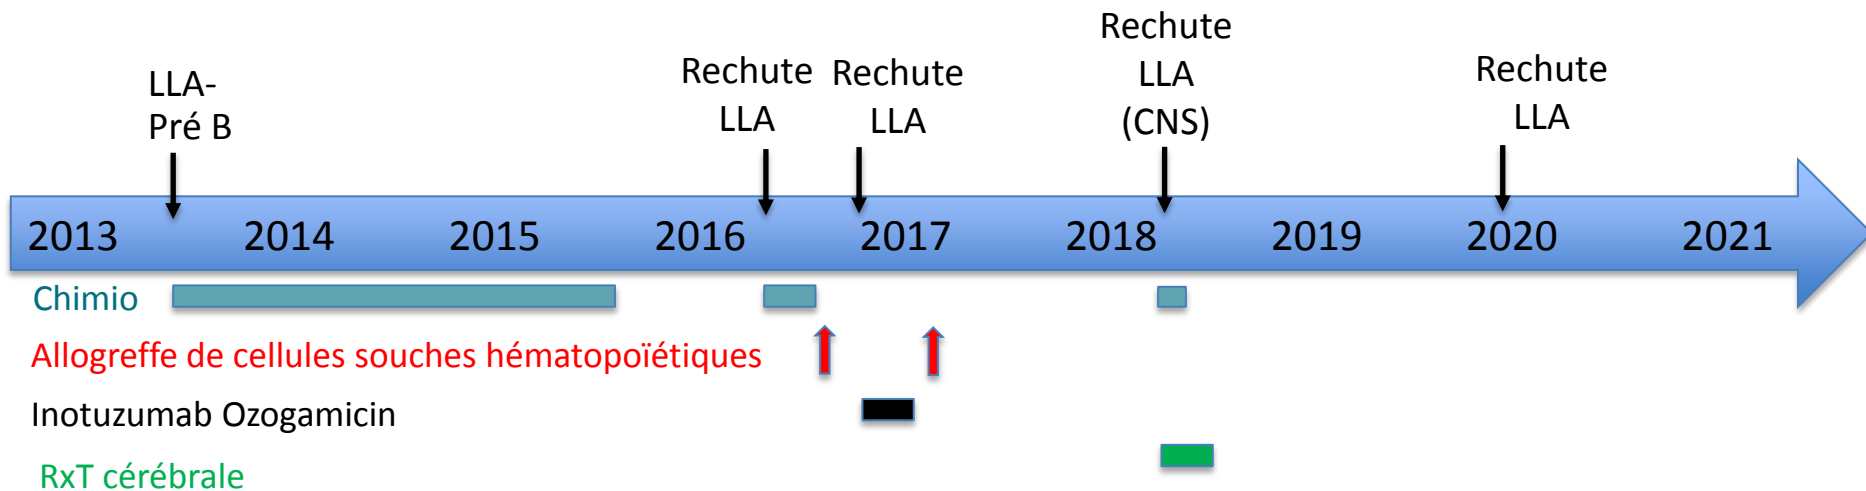 LLA-
Pré B
Rechute
LLA
Rechute
LLA
Rechute
LLA
(CNS)
Rechute
LLA
2013 2014 2015 2016 2017 2018 2019 2020 2021
Chimio
Allogreffe de cellules souches hématopoïétiques
Inotuzumab Ozogamicin
RxT cérébrale